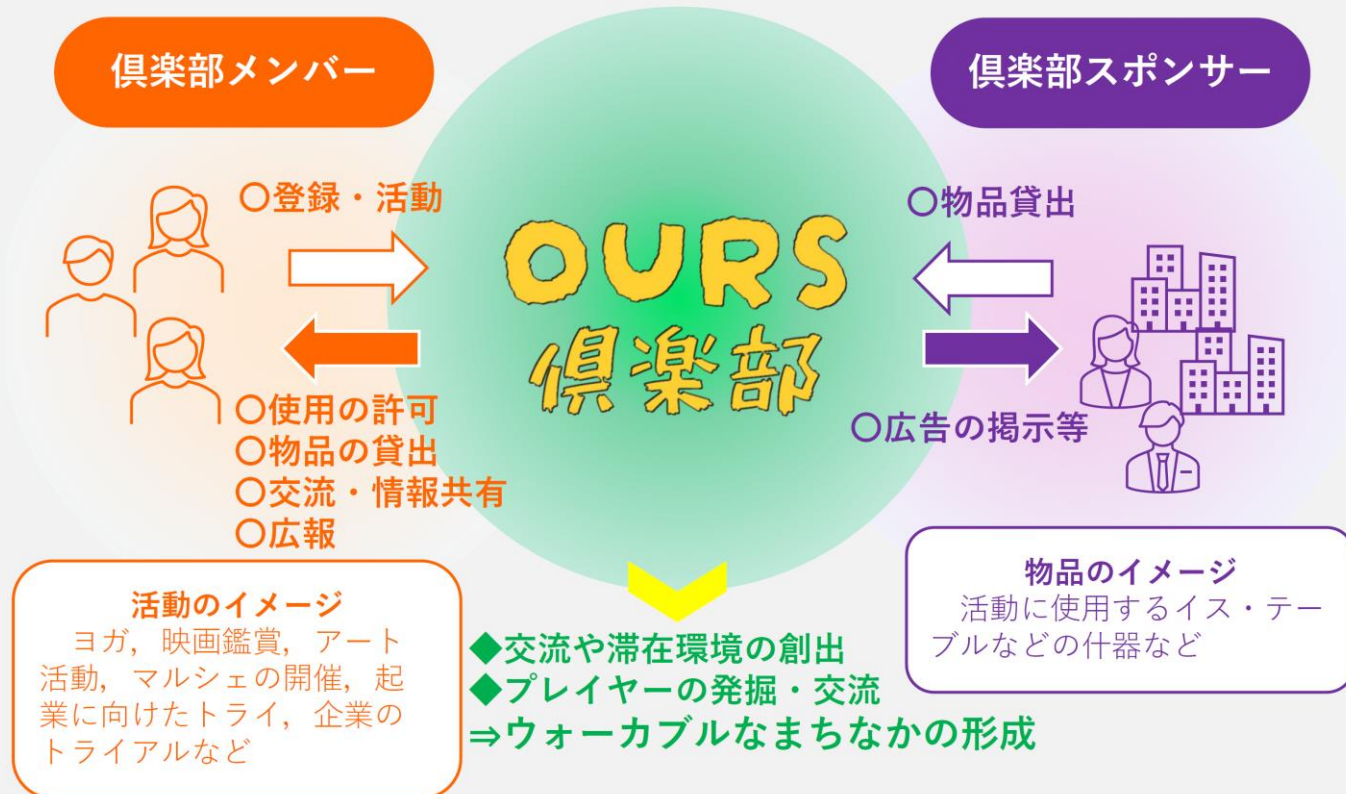 倶楽部メンバー
倶楽部スポンサー
〇登録・活動
〇物品貸出
OURS
倶楽部
〇使用の許可
〇物品の貸出
〇交流・情報共有
〇広報
〇広告の掲示等
活動のイメージ
ヨガ，映画鑑賞，アート
活動，マルシェの開催，起
業に向けたトライ，企業の
トライアルなど
物品のイメージ
活動に使用するイス・テー
ブルなどの什器など
◆交流や滞在環境の創出
◆プレイヤーの発掘・交流
⇒ウォーカブルなまちなかの形成